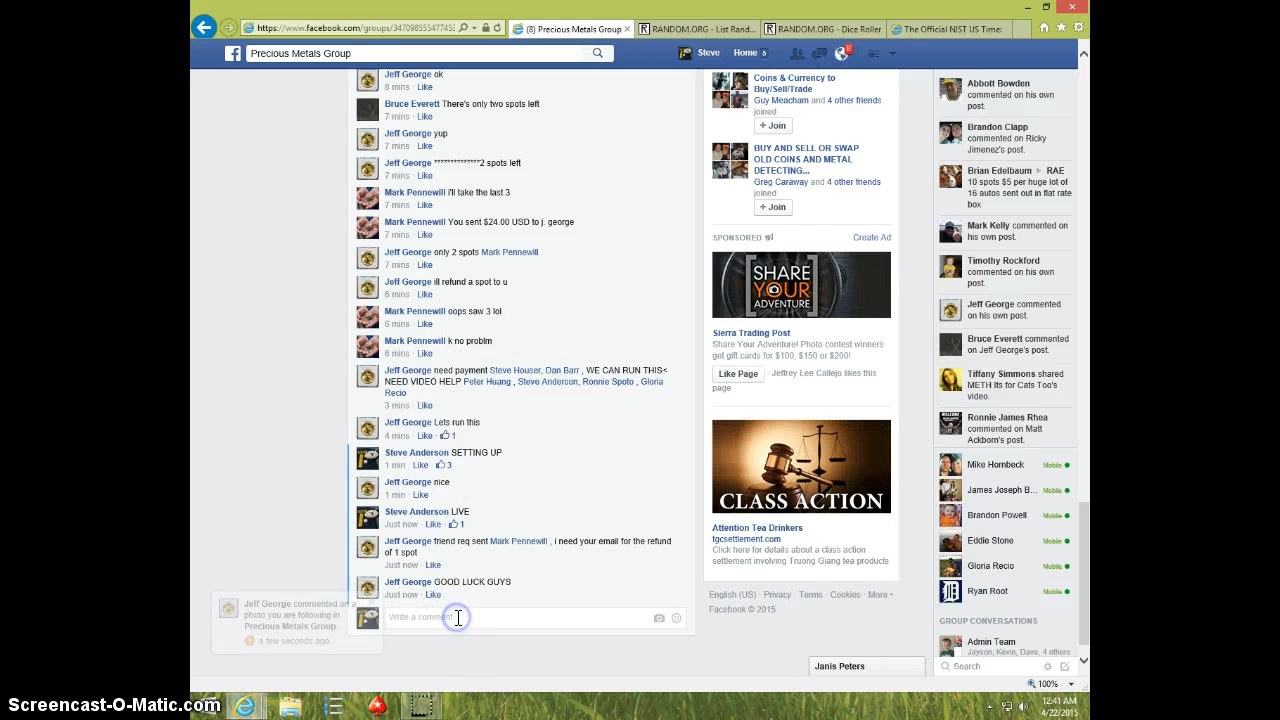 https://www.facebook.com/groups/347098555477453
(8) Precious Metals Group
RANDOM.ORG - List Ran...
RANDOM.ORG - Dice Roller
The Official NIST US Time:
Precious Metals Group
Steve
Home 5
8
Jeff George ok
8 mins · Like
Bruce Everett There's only two spots left
7 mins · Like
Jeff George yup
7 mins · Like
Jeff George **************2 spots left
7 mins · Like
Mark Pennewill i'll take the last 3
7 mins · Like
Mark Pennewill You sent $24.00 USD to j. george
7 mins · Like
Jeff George only 2 spots Mark Pennewill
7 mins · Like
Jeff George ill refund a spot to u
6 mins · Like
Mark Pennewill oops saw 3 lol
6 mins · Like
Mark Pennewill k no problm
6 mins · Like
Jeff George need payment Steve Houser, Dan Barr , WE CAN RUN THIS<
NEED VIDEO HELP Peter Huang , Steve Anderson, Ronnie Spoto , Gloria
Recio
3 mins · Like
Jeff George Lets run this
4 mins · Like · 1
Steve Anderson SETTING UP
1 min · Like · 3
Jeff George nice
1 min · Like
Steve Anderson LIVE
Just now · Like · 1
Jeff George friend req sent Mark Pennewill , i need your email for the refund
of 1 spot
Just now · Like
Jeff George GOOD LUCK GUYS
Just now · Like
Write a comment...
Jeff George commented on a
photo you are following in
Precious Metals Group.
a few seconds ago
Coins & Currency to
Buy/Sell/Trade
Guy Meacham and 4 other friends
joined
+ Join
BUY AND SELL OR SWAP
OLD COINS AND METAL
DETECTING...
Greg Caraway and 4 other friends
joined
+ Join
SPONSORED
Create Ad
SHARE
YOUR
ADVENTURE
Sierra Trading Post
Share Your Adventure! Photo contest winners
get gift cards for $100, $150 or $200!
Like Page
Jeffrey Lee Callejo likes this
page
CLASS ACTION
Attention Tea Drinkers
tgcsettlement.com
Click here for details about a class action
settlement involving Truong Giang tea products
English (US) · Privacy · Terms · Cookies · More
Facebook © 2015
Abbott Bowden
commented on his own
post.
Brandon Clapp
commented on Ricky
Jimenez's post.
Brian Edelbaum ▸ RAE
10 spots $5 per huge lot of
16 autos sent out in flat rate
box
Mark Kelly commented on
his own post.
Timothy Rockford
commented on his own
post.
Jeff George commented
on his own post.
Bruce Everett commented
on Jeff George's post.
Tiffany Simmons shared
METH Its for Cats Too's
video.
Ronnie James Rhea
commented on Matt
Ackborn's post.
Mike Hornbeck Mobile
James Joseph B... Mobile
Brandon Powell Mobile
Eddie Stone Mobile
Gloria Recio Mobile
Ryan Root Mobile
GROUP CONVERSATIONS
Admin Team
Jayson, Kevin, Dave, 4 others
Janis Peters
Search
100%
Screencast-O-Matic.com
12:41 AM
4/22/2015